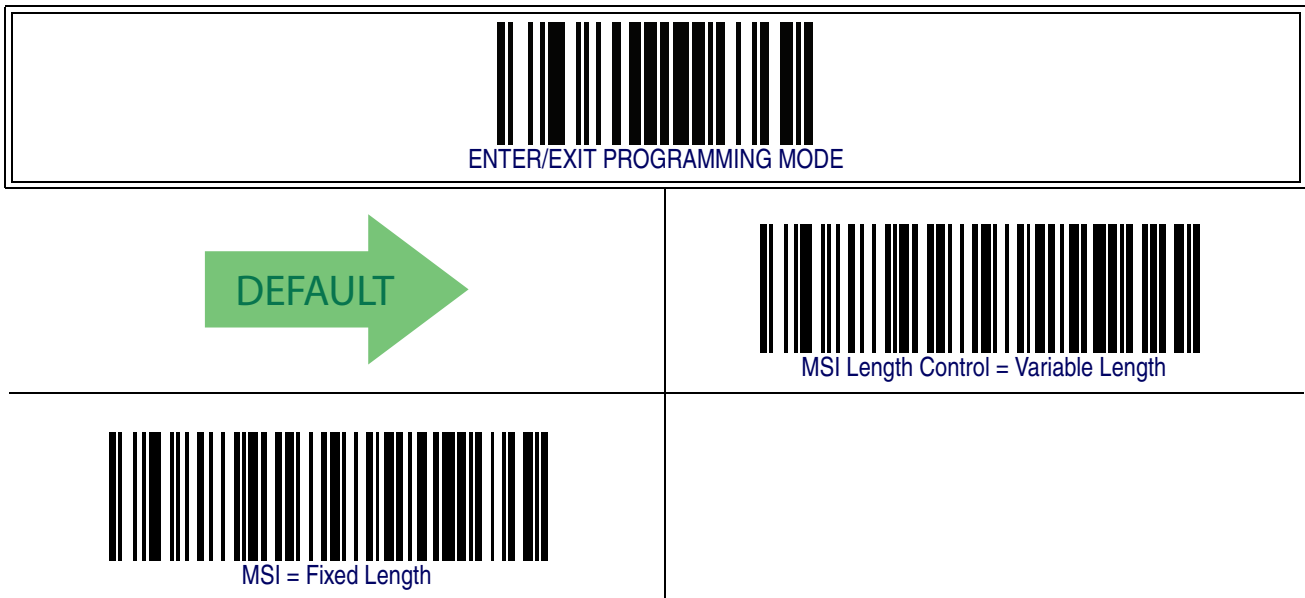 ENTER/EXIT PROGRAMMING MODE
DEFAULT
MSI Length Control = Variable Length
MSI = Fixed Length